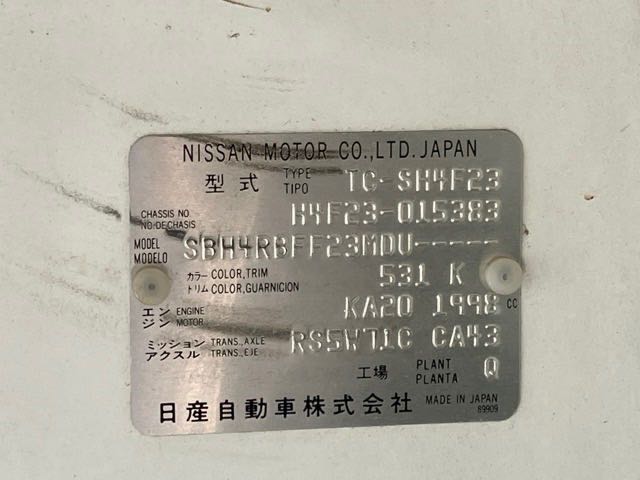 NISSAN MOTOR CO.,LTD. JAPAN
型式 TYPE TIPO TC-SH4F23
CHASSIS NO. NO.DECHASIS H4F23-015383
MODEL MODELO SBH4RBFF23MDU-----
カラー COLOR,TRIM
トリム COLOR,GUARNICION 531 K
エンジン ENGINE MOTOR KA20 1998 CC
ミッション TRANS.,AXLE
アクスル TRANS.,EJE RS5W71C CA43
工場 PLANT PLANTA Q
日産自動車株式会社 MADE IN JAPAN
89909